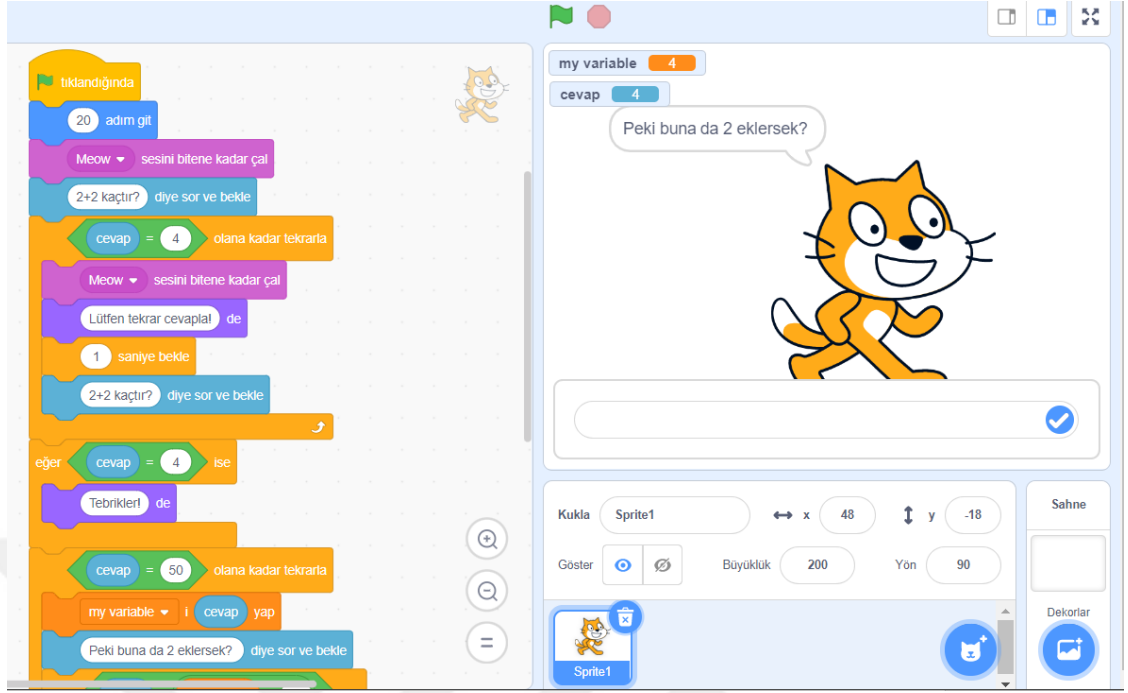 tıklandığında
20 adım git
Meow sesini bitene kadar çal
2+2 kaçtır? diye sor ve bekle
cevap = 4 olana kadar tekrarla
Meow sesini bitene kadar çal
Lütfen tekrar cevapla! de
1 saniye bekle
2+2 kaçtır? diye sor ve bekle
eğer cevap = 4 ise
Tebrikler! de
cevap = 50 olana kadar tekrarla
my variable i cevap yap
Peki buna da 2 eklersek? diye sor ve bekle
my variable 4
cevap 4
Peki buna da 2 eklersek?
Kukla Sprite1 x 48 y -18
Göster Büyüklük 200 Yön 90
Sprite1
Sahne
Dekorlar